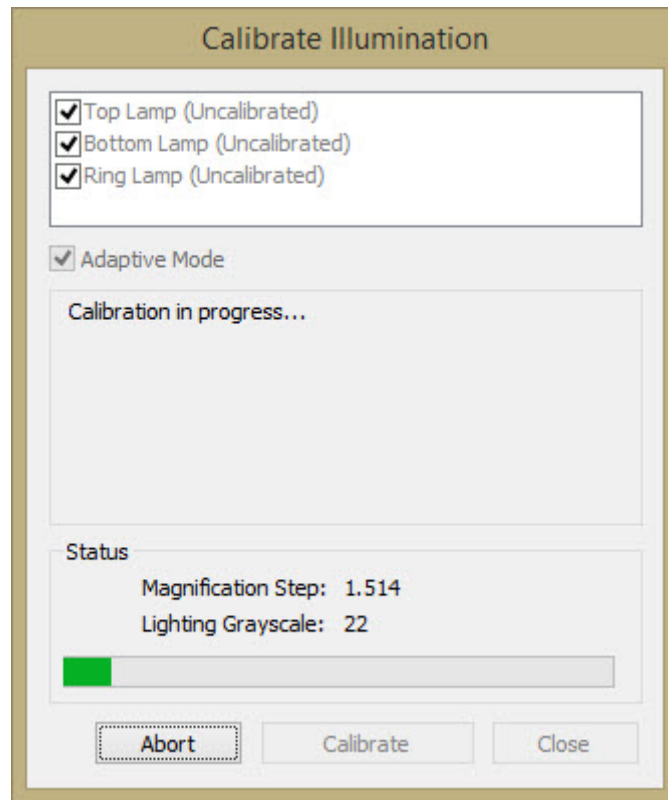 Calibrate Illumination
Top Lamp (Uncalibrated)
Bottom Lamp (Uncalibrated)
Ring Lamp (Uncalibrated)
Adaptive Mode
Calibration in progress...
Status
Magnification Step: 1.514
Lighting Grayscale: 22
Abort Calibrate Close